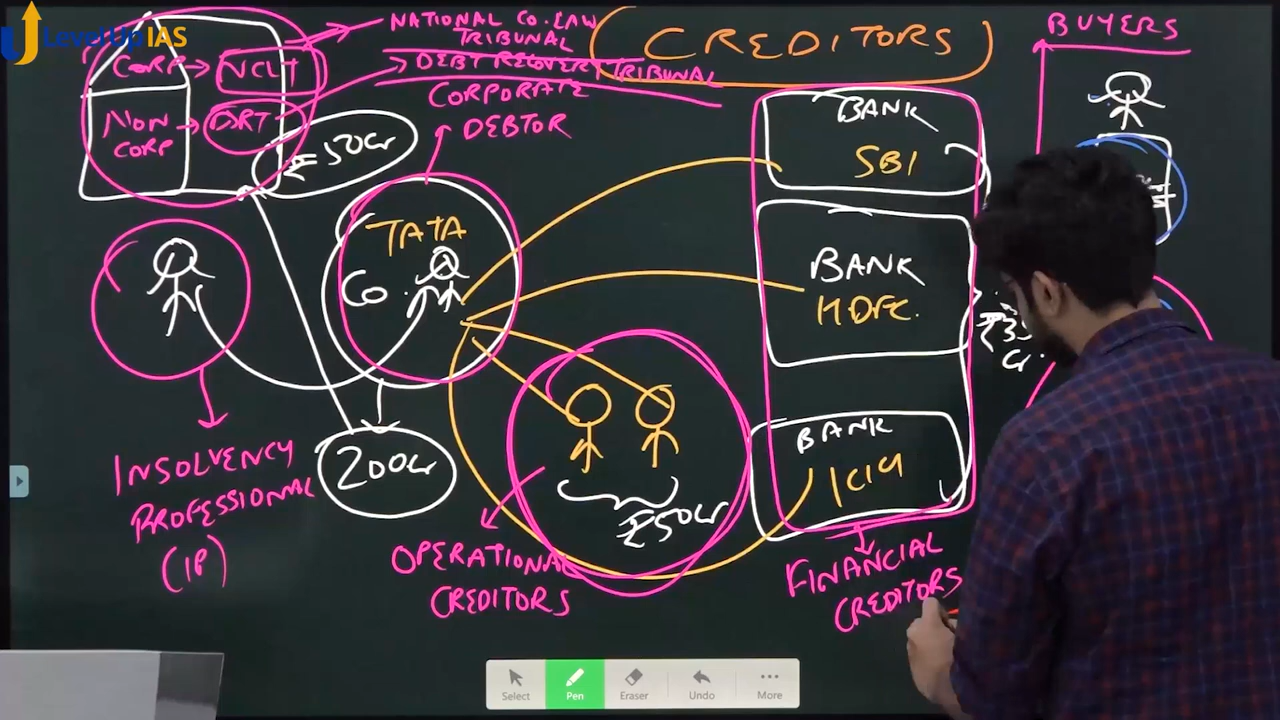 LevelUp IAS
CORP → NCLT
NON → DRT
CORP
NATIONAL CO. LAW
TRIBUNAL
DEBT RECOVERY TRIBUNAL
CORPORATE
DEBTOR
CREDITORS
BUYERS
₹50Cr
TATA
Co.
200Cr
INSOLVENCY
PROFESSIONAL
(IP)
OPERATIONAL
CREDITORS
₹50Cr
BANK
SBI
BANK
HDFC.
BANK
ICICI
FINANCIAL
CREDITORS
Cr.
Select
Pen
Eraser
Undo
More